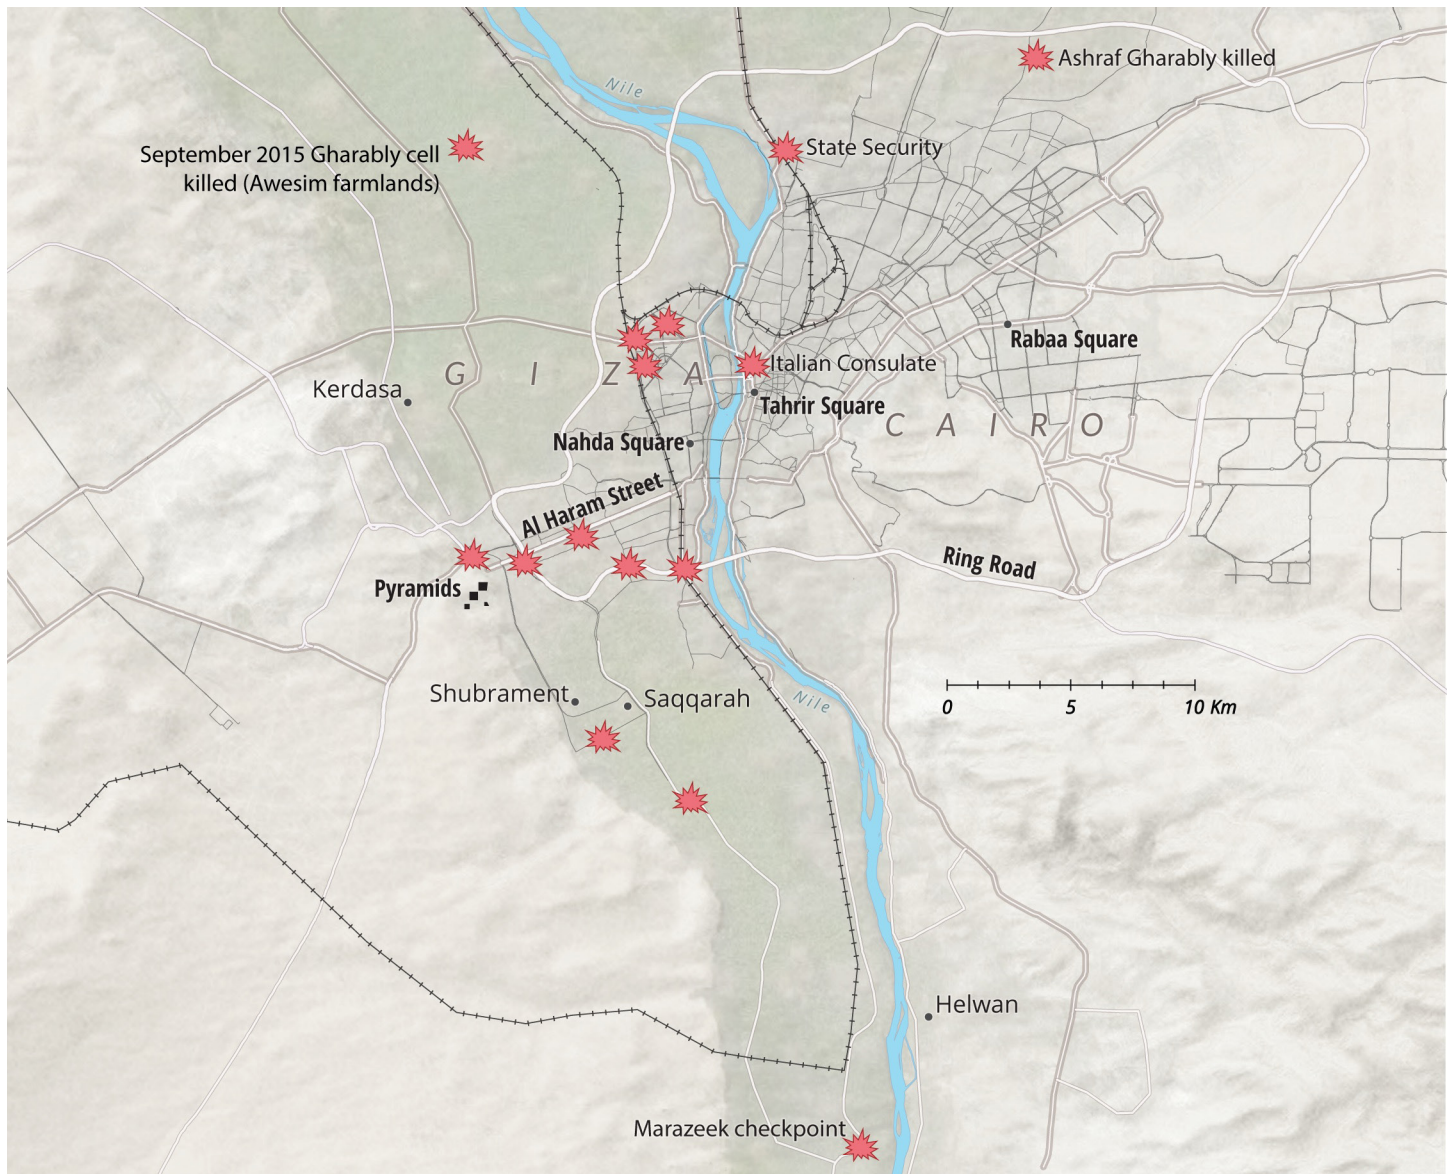 Nile
Ashraf Gharably killed
September 2015 Gharably cell
killed (Awesim farmlands)
State Security
Rabaa Square
Italian Consulate
GIZA
Kerdasa
Tahrir Square
CAIRO
Nahda Square
Al Haram Street
Ring Road
Pyramids
Shubrament
Saqqarah
Nile
0 5 10 Km
Helwan
Marazeek checkpoint